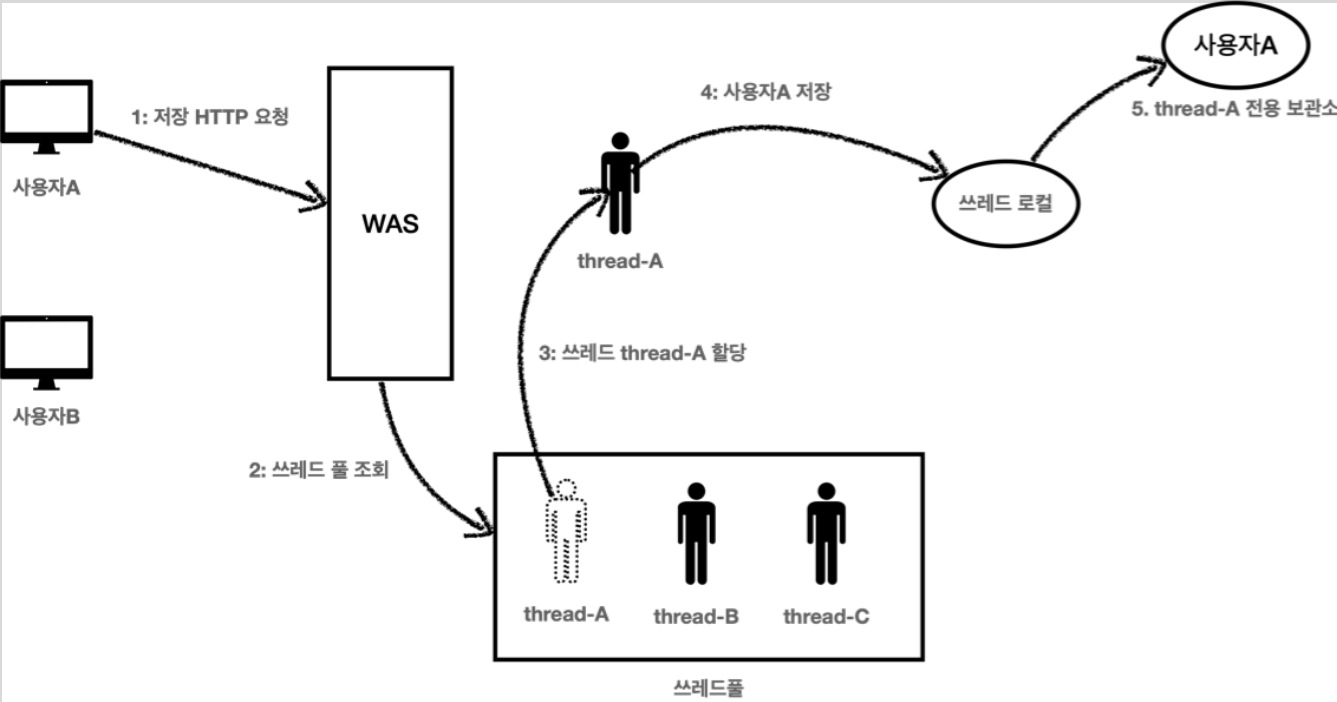 사용자A
4: 사용자A 저장
1: 저장 HTTP 요청
5. thread-A 전용 보관소
사용자A
쓰레드 로컬
WAS
thread-A
3: 쓰레드 thread-A 할당
사용자B
2: 쓰레드 풀 조회
thread-A
thread-B
thread-C
쓰레드풀